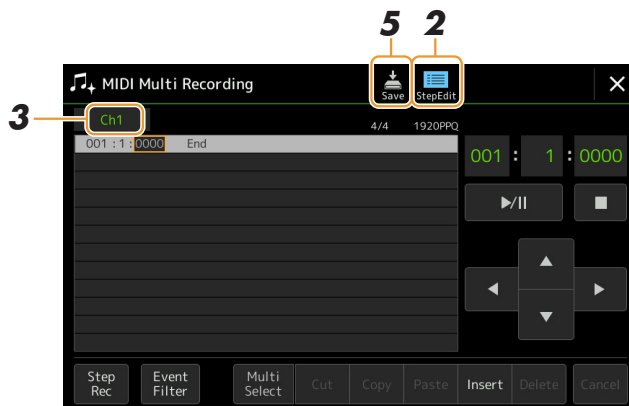 5 2
MIDI Multi Recording
Save
StepEdit
3
Ch1
4/4 1920PPQ
001 : 1 : 0000 End
001 : 1 : 0000
Step Rec
Event Filter
Multi Select
Cut
Copy
Paste
Insert
Delete
Cancel